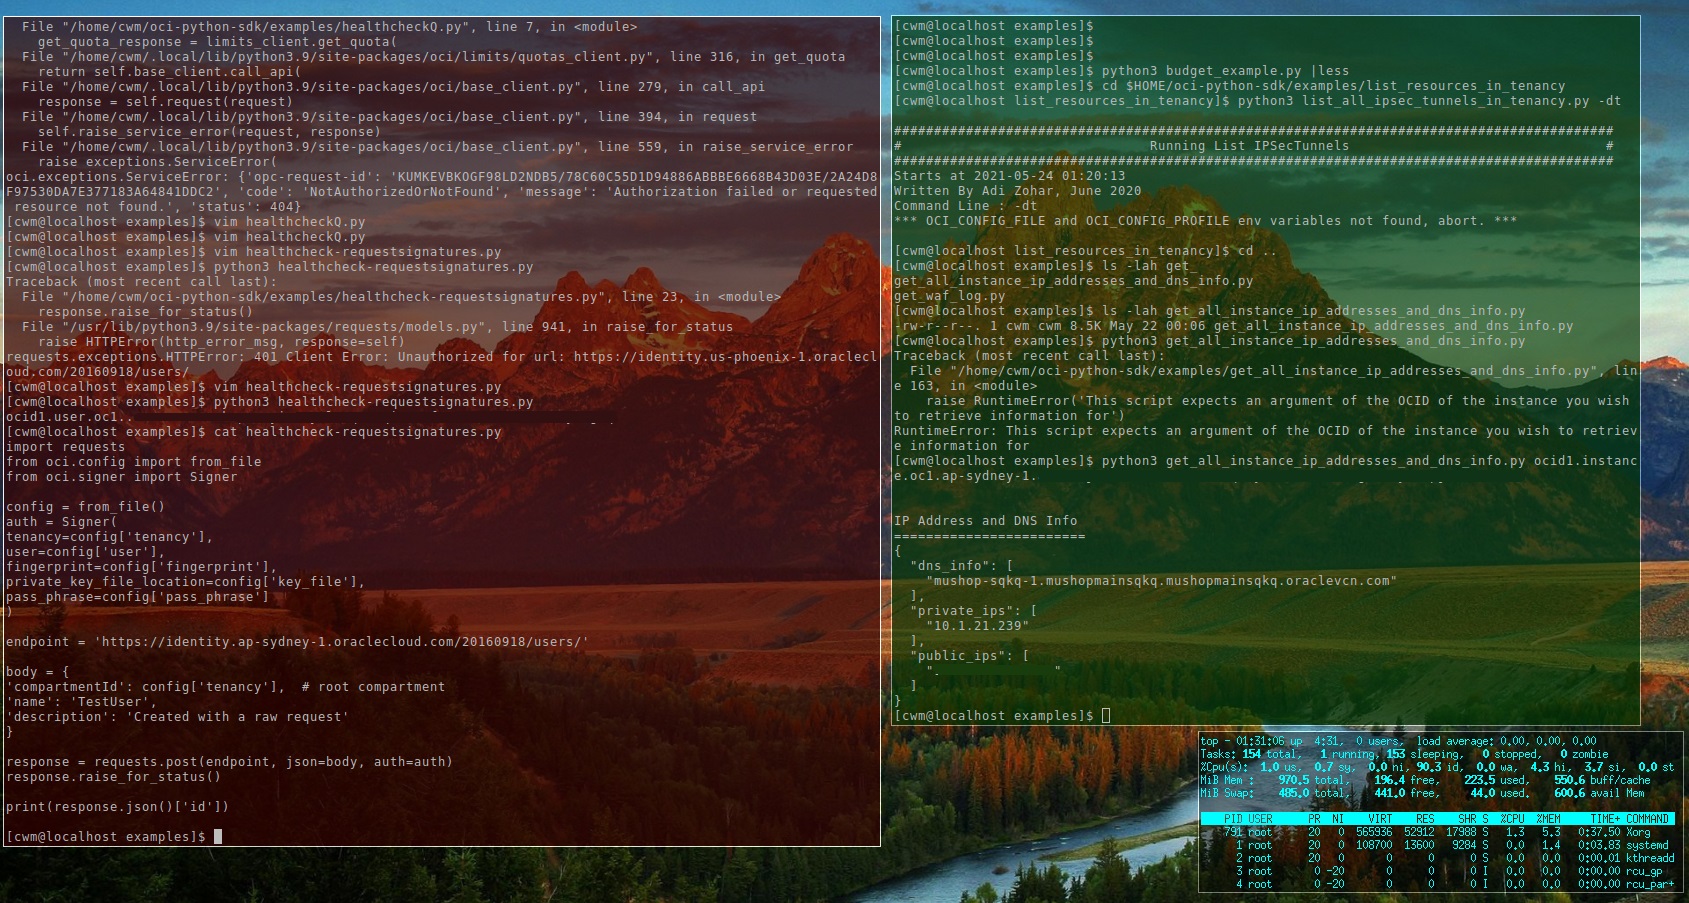 File "/home/cwm/oci-python-sdk/examples/healthcheckQ.py", line 7, in <module>
    get_quota_response = limits_client.get_quota(
  File "/home/cwm/.local/lib/python3.9/site-packages/oci/limits/quotas_client.py", line 316, in get_quota
    return self.base_client.call_api(
  File "/home/cwm/.local/lib/python3.9/site-packages/oci/base_client.py", line 279, in call_api
    response = self.request(request)
  File "/home/cwm/.local/lib/python3.9/site-packages/oci/base_client.py", line 394, in request
    self.raise_service_error(request, response)
  File "/home/cwm/.local/lib/python3.9/site-packages/oci/base_client.py", line 559, in raise_service_error
    raise exceptions.ServiceError(
oci.exceptions.ServiceError: {'opc-request-id': 'KUMKEVBKOGF98LD2NDB5/78C60C55D1D94886ABBBE6668B43D03E/2A24D8
F97530DA7E377183A64841DDC2', 'code': 'NotAuthorizedOrNotFound', 'message': 'Authorization failed or requested
 resource not found.', 'status': 404}
[cwm@localhost examples]$ vim healthcheckQ.py
[cwm@localhost examples]$ vim healthcheckQ.py
[cwm@localhost examples]$ vim healthcheck-requestsignatures.py
[cwm@localhost examples]$ python3 healthcheck-requestsignatures.py
Traceback (most recent call last):
  File "/home/cwm/oci-python-sdk/examples/healthcheck-requestsignatures.py", line 23, in <module>
    response.raise_for_status()
  File "/usr/lib/python3.9/site-packages/requests/models.py", line 941, in raise_for_status
    raise HTTPError(http_error_msg, response=self)
requests.exceptions.HTTPError: 401 Client Error: Unauthorized for url: https://identity.us-phoenix-1.oraclecl
oud.com/20160918/users/
[cwm@localhost examples]$ vim healthcheck-requestsignatures.py
[cwm@localhost examples]$ python3 healthcheck-requestsignatures.py
ocid1.user.oc1..
[cwm@localhost examples]$ cat healthcheck-requestsignatures.py
import requests
from oci.config import from_file
from oci.signer import Signer

config = from_file()
auth = Signer(
tenancy=config['tenancy'],
user=config['user'],
fingerprint=config['fingerprint'],
private_key_file_location=config['key_file'],
pass_phrase=config['pass_phrase']
)

endpoint = 'https://identity.ap-sydney-1.oraclecloud.com/20160918/users/'

body = {
'compartmentId': config['tenancy'],  # root compartment
'name': 'TestUser',
'description': 'Created with a raw request'
}

response = requests.post(endpoint, json=body, auth=auth)
response.raise_for_status()

print(response.json()['id'])

[cwm@localhost examples]$
[cwm@localhost examples]$
[cwm@localhost examples]$
[cwm@localhost examples]$
[cwm@localhost examples]$ python3 budget_example.py |less
[cwm@localhost examples]$ cd $HOME/oci-python-sdk/examples/list_resources_in_tenancy
[cwm@localhost list_resources_in_tenancy]$ python3 list_all_ipsec_tunnels_in_tenancy.py -dt

##########################################################################################
#                               Running List IPSecTunnels                                #
##########################################################################################
Starts at 2021-05-24 01:20:13
Written By Adi Zohar, June 2020
Command Line : -dt
*** OCI_CONFIG_FILE and OCI_CONFIG_PROFILE env variables not found, abort. ***

[cwm@localhost list_resources_in_tenancy]$ cd ..
[cwm@localhost examples]$ ls -lah get_
get_all_instance_ip_addresses_and_dns_info.py
get_waf_log.py
[cwm@localhost examples]$ ls -lah get_all_instance_ip_addresses_and_dns_info.py
-rw-r--r--. 1 cwm cwm 8.5K May 22 00:06 get_all_instance_ip_addresses_and_dns_info.py
[cwm@localhost examples]$ python3 get_all_instance_ip_addresses_and_dns_info.py
Traceback (most recent call last):
  File "/home/cwm/oci-python-sdk/examples/get_all_instance_ip_addresses_and_dns_info.py", lin
e 163, in <module>
    raise RuntimeError('This script expects an argument of the OCID of the instance you wish
to retrieve information for')
RuntimeError: This script expects an argument of the OCID of the instance you wish to retriev
e information for
[cwm@localhost examples]$ python3 get_all_instance_ip_addresses_and_dns_info.py ocid1.instanc
e.oc1.ap-sydney-1.

IP Address and DNS Info
========================
{
  "dns_info": [
    "mushop-sqkq-1.mushopmainsqkq.mushopmainsqkq.oraclevcn.com"
  ],
  "private_ips": [
    "10.1.21.239"
  ],
  "public_ips": [
    "               "
  ]
}
[cwm@localhost examples]$
top - 01:31:06 up  4:31,  0 users,  load average: 0.00, 0.00, 0.00
Tasks: 154 total,   1 running, 153 sleeping,   0 stopped,   0 zombie
%Cpu(s):  1.0 us,  0.7 sy,  0.0 ni, 90.3 id,  0.0 wa,  4.3 hi,  3.7 si,  0.0 st
MiB Mem :    970.5 total,    196.4 free,    223.5 used,    550.6 buff/cache
MiB Swap:    485.0 total,    441.0 free,     44.0 used.    600.6 avail Mem

PID USER      PR  NI    VIRT    RES    SHR S  %CPU  %MEM     TIME+ COMMAND
791 root      20   0  565936  52912  17988 S   1.3   5.3   0:37.50 Xorg
1 root      20   0  108700  13600   9284 S   0.0   1.4   0:03.83 systemd
2 root      20   0       0      0      0 S   0.0   0.0   0:00.01 kthreadd
3 root       0 -20       0      0      0 I   0.0   0.0   0:00.00 rcu_gp
4 root       0 -20       0      0      0 I   0.0   0.0   0:00.00 rcu_par+